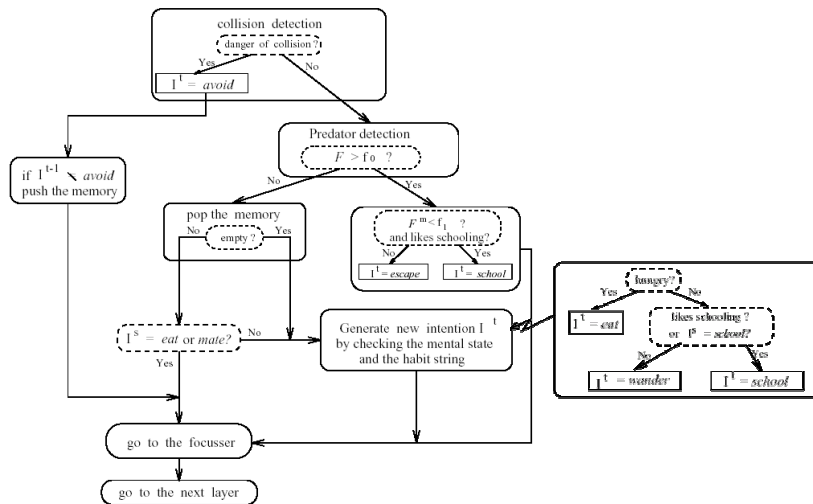 collision detection
danger of collision ?
Yes
No
I^t = avoid
Predator detection
F > f0 ?
if I^t-1 \ avoid
push the memory
No
Yes
pop the memory
No
empty ?
Yes
F^m < f1 ?
and likes schooling?
No
Yes
I^t = escape
I^t = school
hungry?
Yes
No
I^t = eat
likes schooling ?
or I^s = school?
No
Yes
I^t = wander
I^t = school
I^s = eat or mate?
No
Yes
Generate new intention I^t
by checking the mental state
and the habit string
go to the focusser
go to the next layer